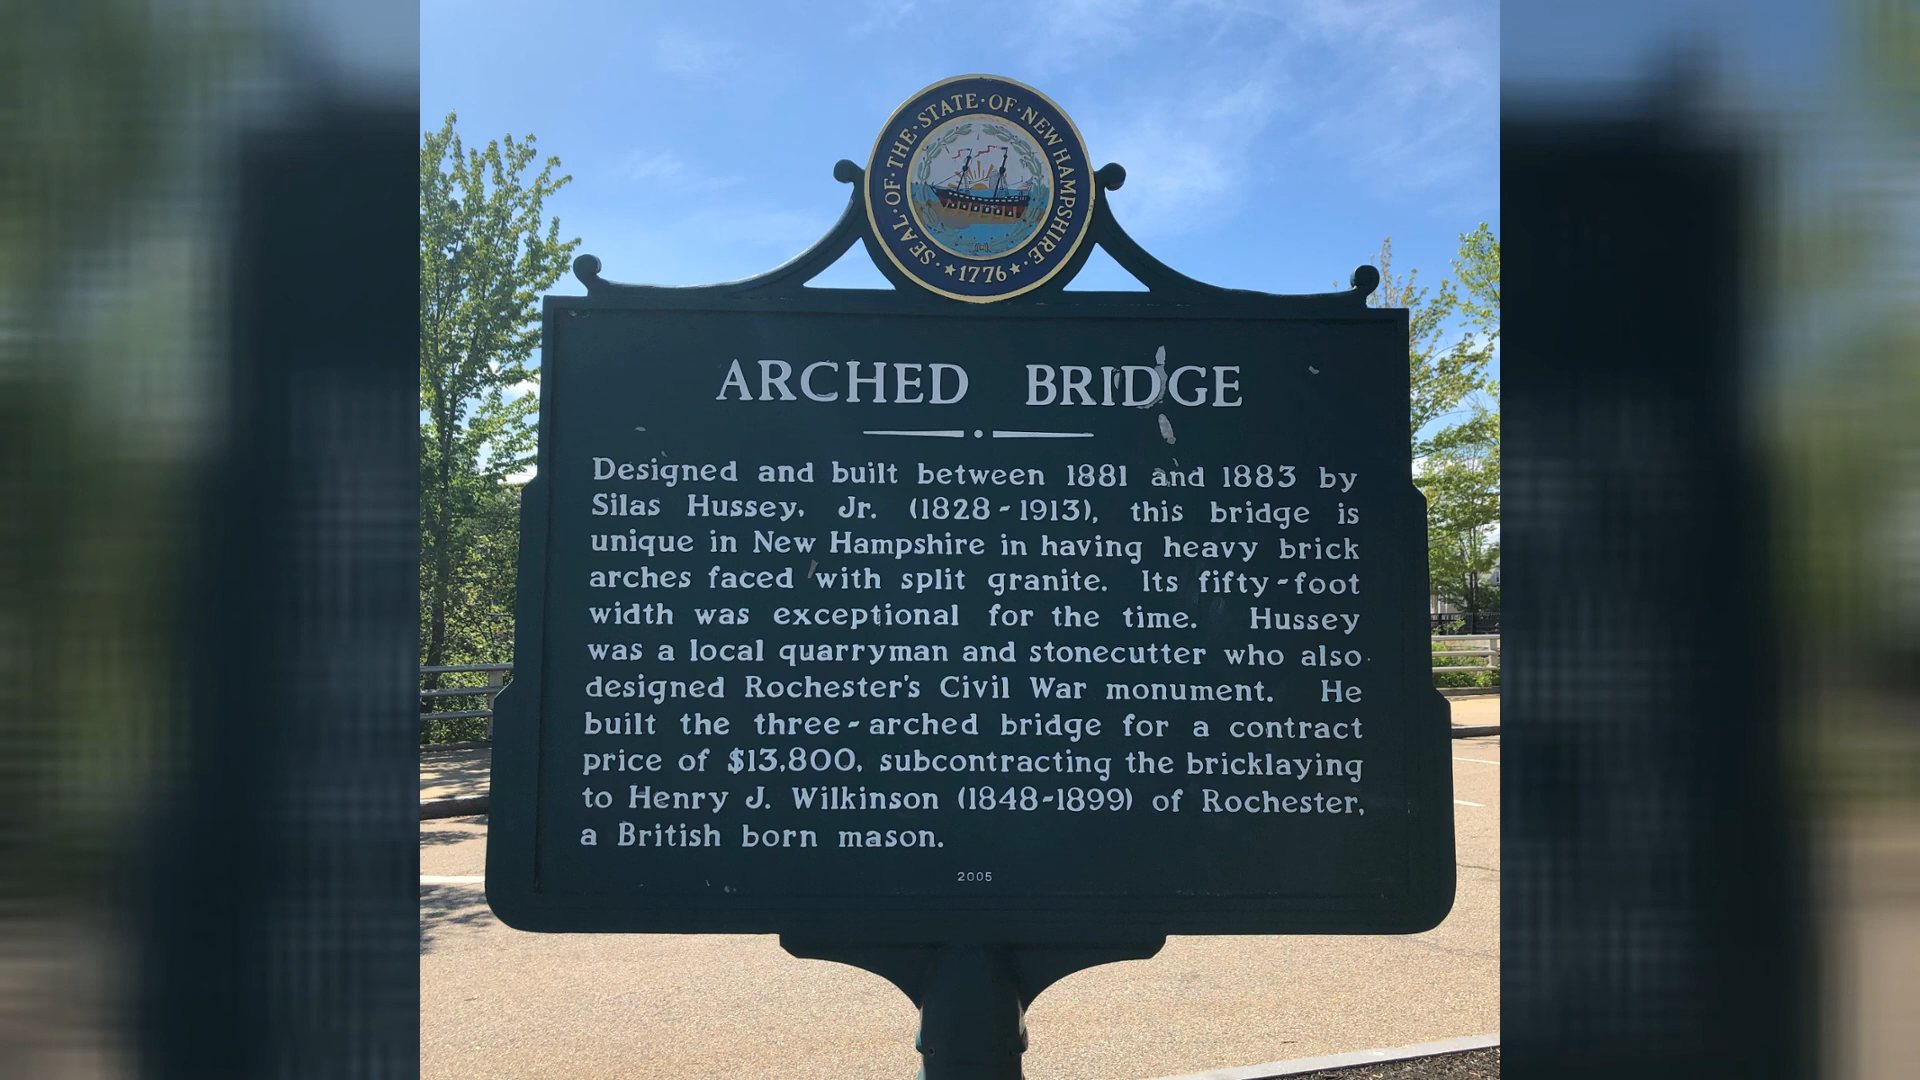 SEAL·OF·THE·STATE·OF·NEW HAMPSHIRE·
★1776★
ARCHED BRIDGE
Designed and built between 1881 and 1883 by
Silas Hussey, Jr. (1828-1913), this bridge is
unique in New Hampshire in having heavy brick
arches faced with split granite. Its fifty-foot
width was exceptional for the time. Hussey
was a local quarryman and stonecutter who also
designed Rochester's Civil War monument. He
built the three-arched bridge for a contract
price of $13,800, subcontracting the bricklaying
to Henry J. Wilkinson (1848-1899) of Rochester,
a British born mason.
2005